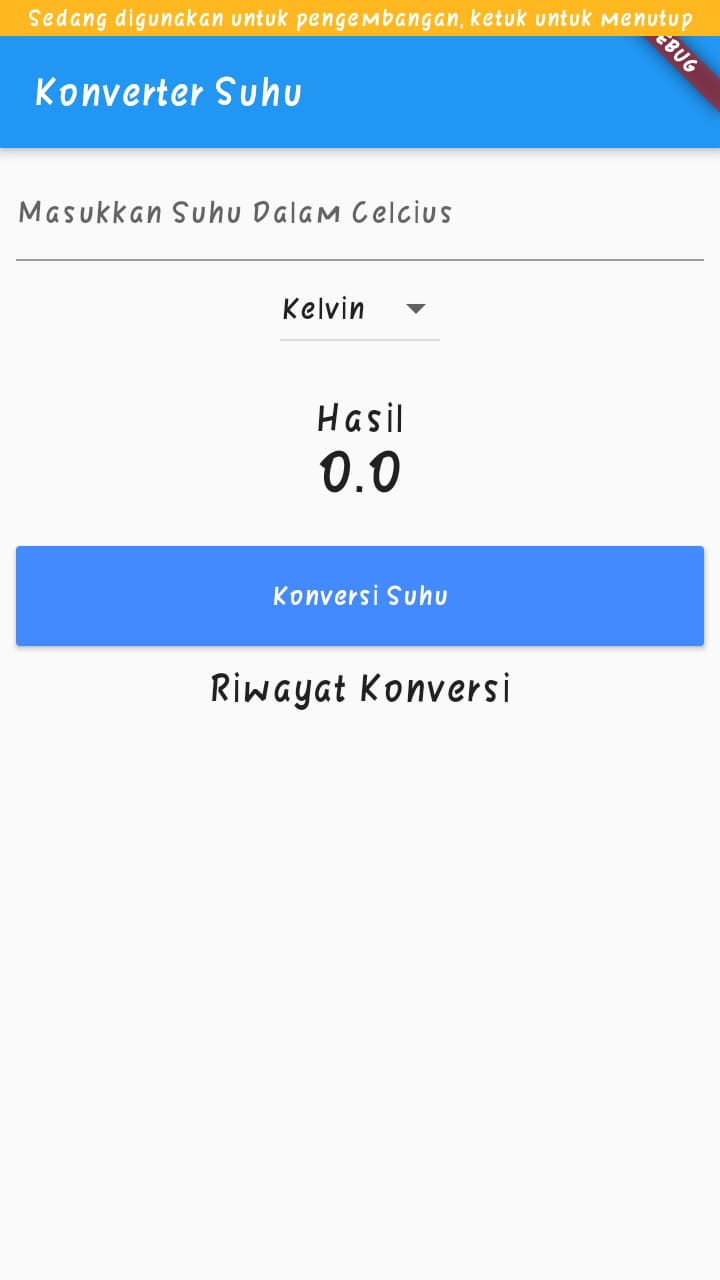 Sedang digunakan untuk pengembangan, ketuk untuk menutup
Konverter Suhu
Masukkan Suhu Dalam Celcius
Kelvin
Hasil
0.0
Konversi Suhu
Riwayat Konversi